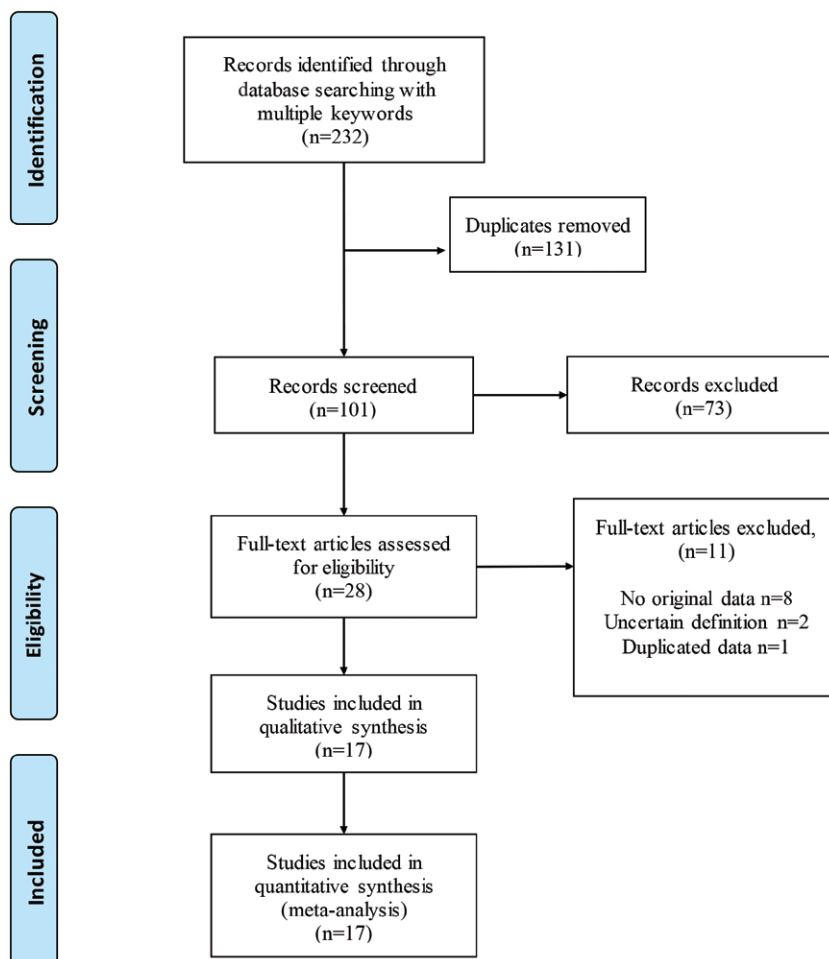 Identification
Records identified through
database searching with
multiple keywords
(n=232)
Duplicates removed
(n=131)
Screening
Records screened
(n=101)
Records excluded
(n=73)
Eligibility
Full-text articles assessed
for eligibility
(n=28)
Full-text articles excluded,
(n=11)
No original data n=8
Uncertain definition n=2
Duplicated data n=1
Studies included in
qualitative synthesis
(n=17)
Included
Studies included in
quantitative synthesis
(meta-analysis)
(n=17)